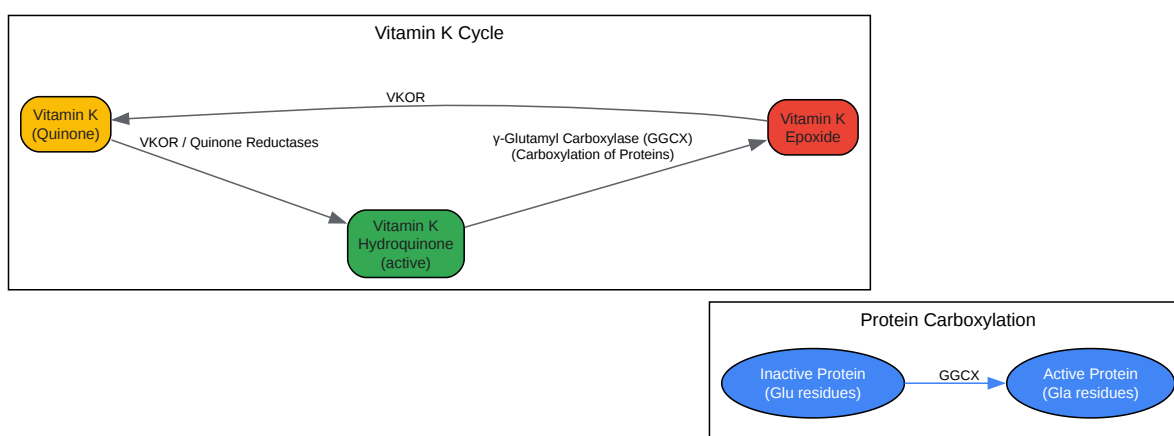 Vitamin K Cycle
VKOR
Vitamin K
(Quinone)
Vitamin K
Epoxide
VKOR / Quinone Reductases
γ-Glutamyl Carboxylase (GGCX)
(Carboxylation of Proteins)
Vitamin K
Hydroquinone
(active)
Protein Carboxylation
Inactive Protein
(Glu residues)
GGCX
Active Protein
(Gla residues)